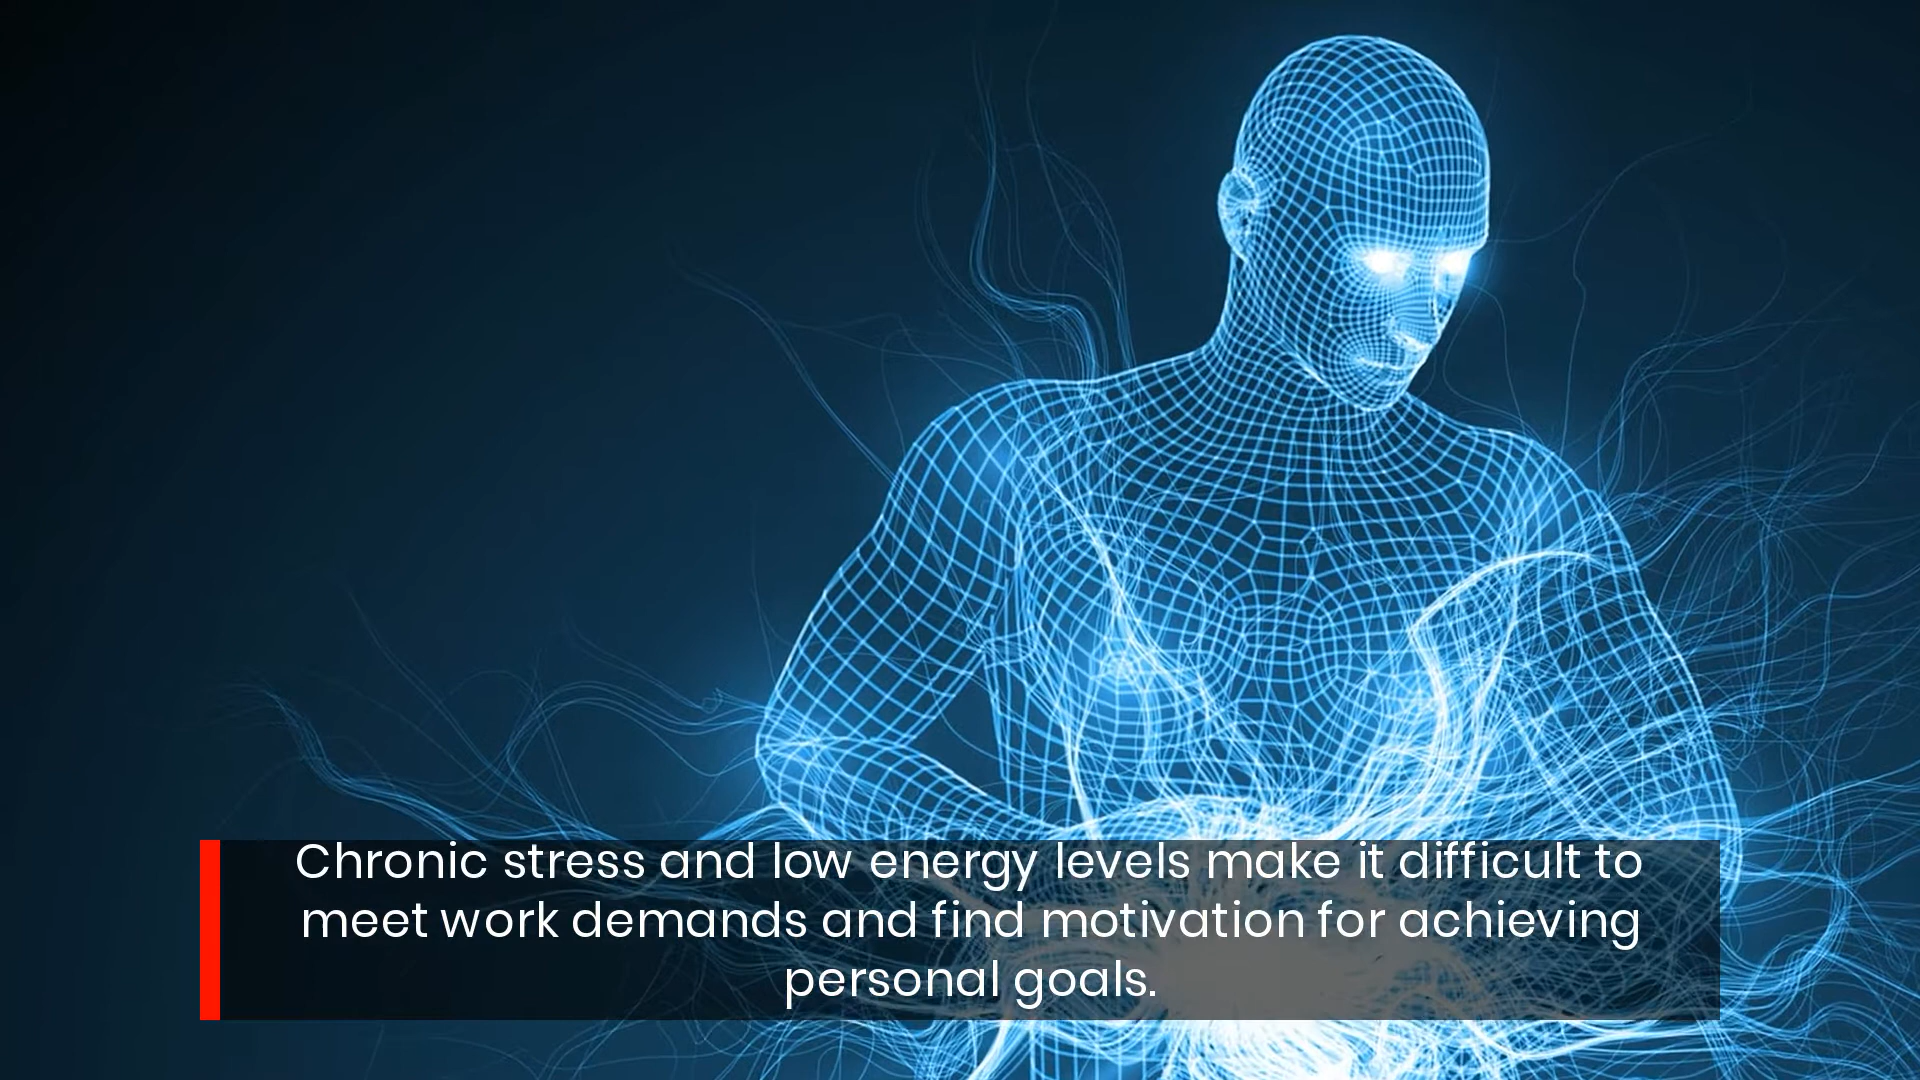 Chronic stress and low energy levels make it difficult to
meet work demands and find motivation for achieving
personal goals.